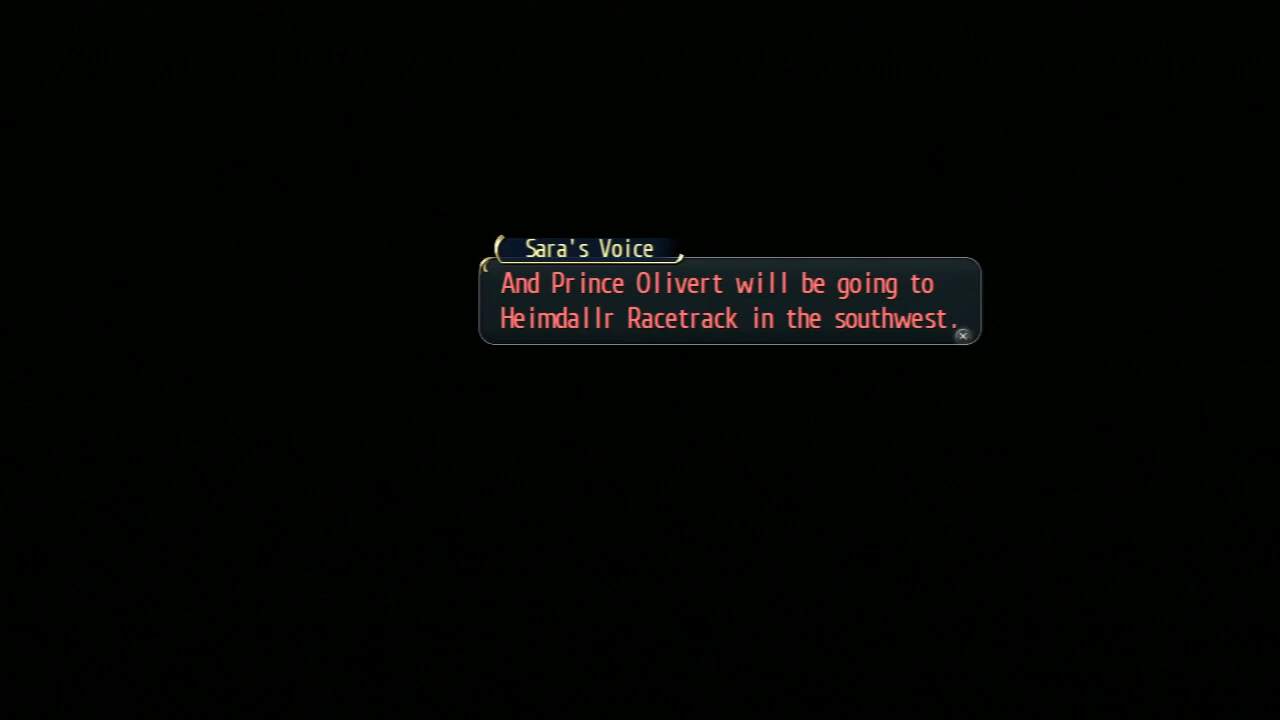 Sara's Voice
And Prince Olivert will be going to
Heimdallr Racetrack in the southwest.